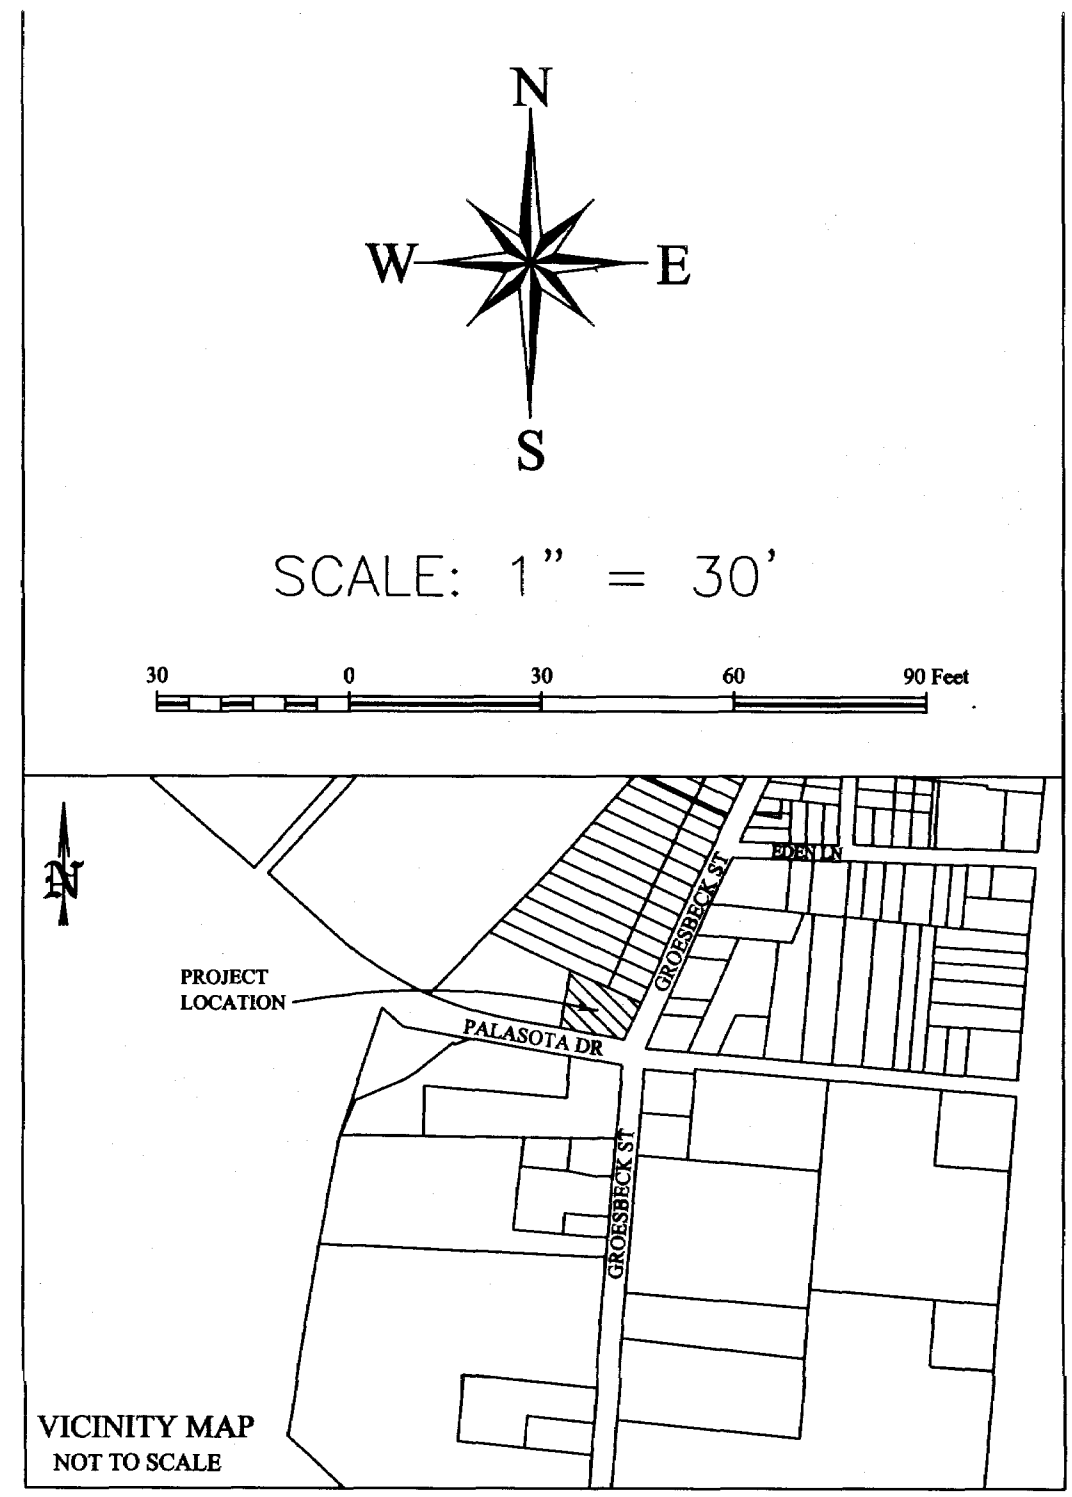 N
W E
S
SCALE: 1" = 30'
30 0 30 60 90 Feet
N
EDEN LN
GROESBECK ST
PROJECT
LOCATION
PALASOTA DR
GROESBECK ST
VICINITY MAP
NOT TO SCALE